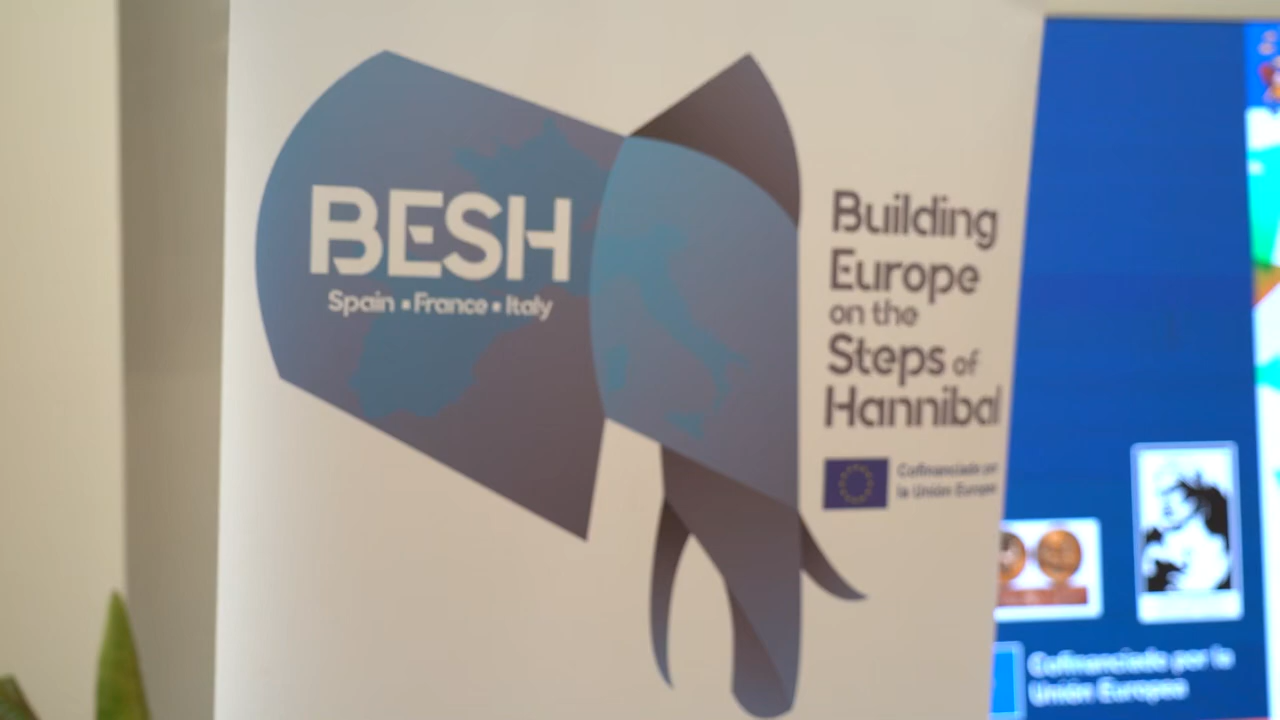 BESH
Spain ▪ France ▪ Italy
Building
Europe
on the
Steps of
Hannibal
Cofinanciado por
la Unión Europea
Cofinanciado por la
Unión Europea